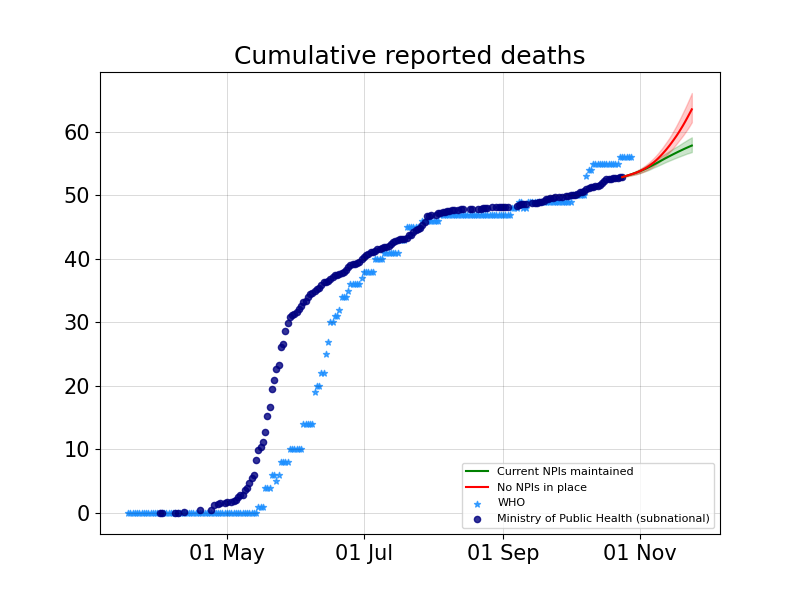 Cumulative reported deaths
60
50
40
30
20
10
0
01 May 01 Jul 01 Sep 01 Nov
Current NPIs maintained
No NPIs in place
WHO
Ministry of Public Health (subnational)